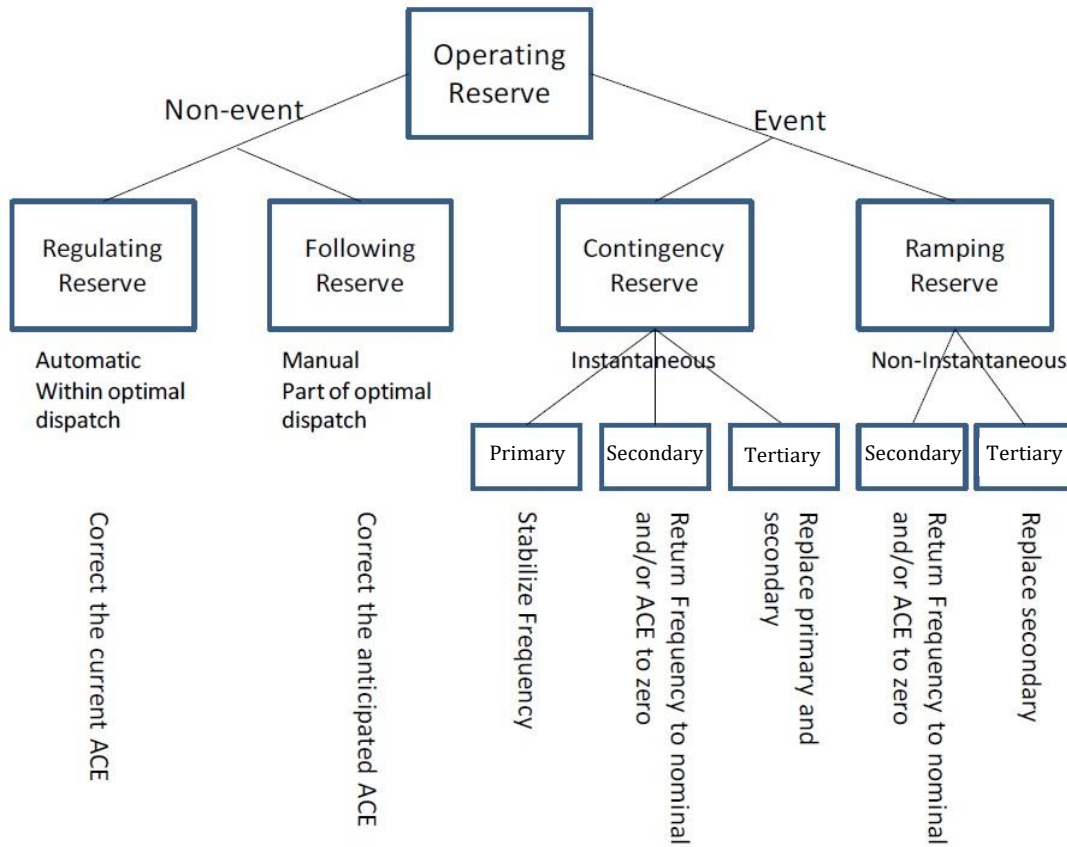 Operating
Reserve
Non-event
Event
Regulating
Reserve
Following
Reserve
Contingency
Reserve
Ramping
Reserve
Automatic
Within optimal
dispatch
Manual
Part of optimal
dispatch
Instantaneous
Non-Instantaneous
Primary
Secondary
Tertiary
Secondary
Tertiary
Correct the current ACE
Correct the anticipated ACE
Stabilize Frequency
Return Frequency to nominal
and/or ACE to zero
Replace primary and
secondary
Return Frequency to nominal
and/or ACE to zero
Replace secondary